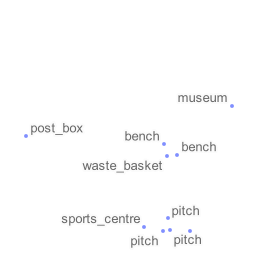 museum
post_box
bench
bench
waste_basket
pitch
sports_centre
pitch
pitch